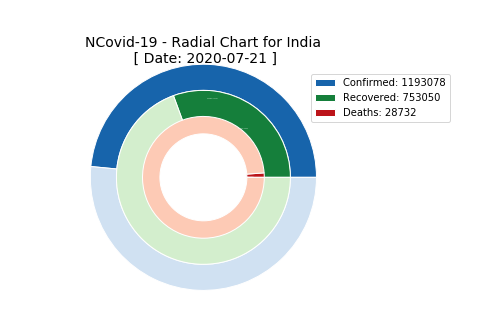 NCovid-19 - Radial Chart for India
[ Date: 2020-07-21 ]
Confirmed: 1193078
Recovered: 753050
Deaths: 28732